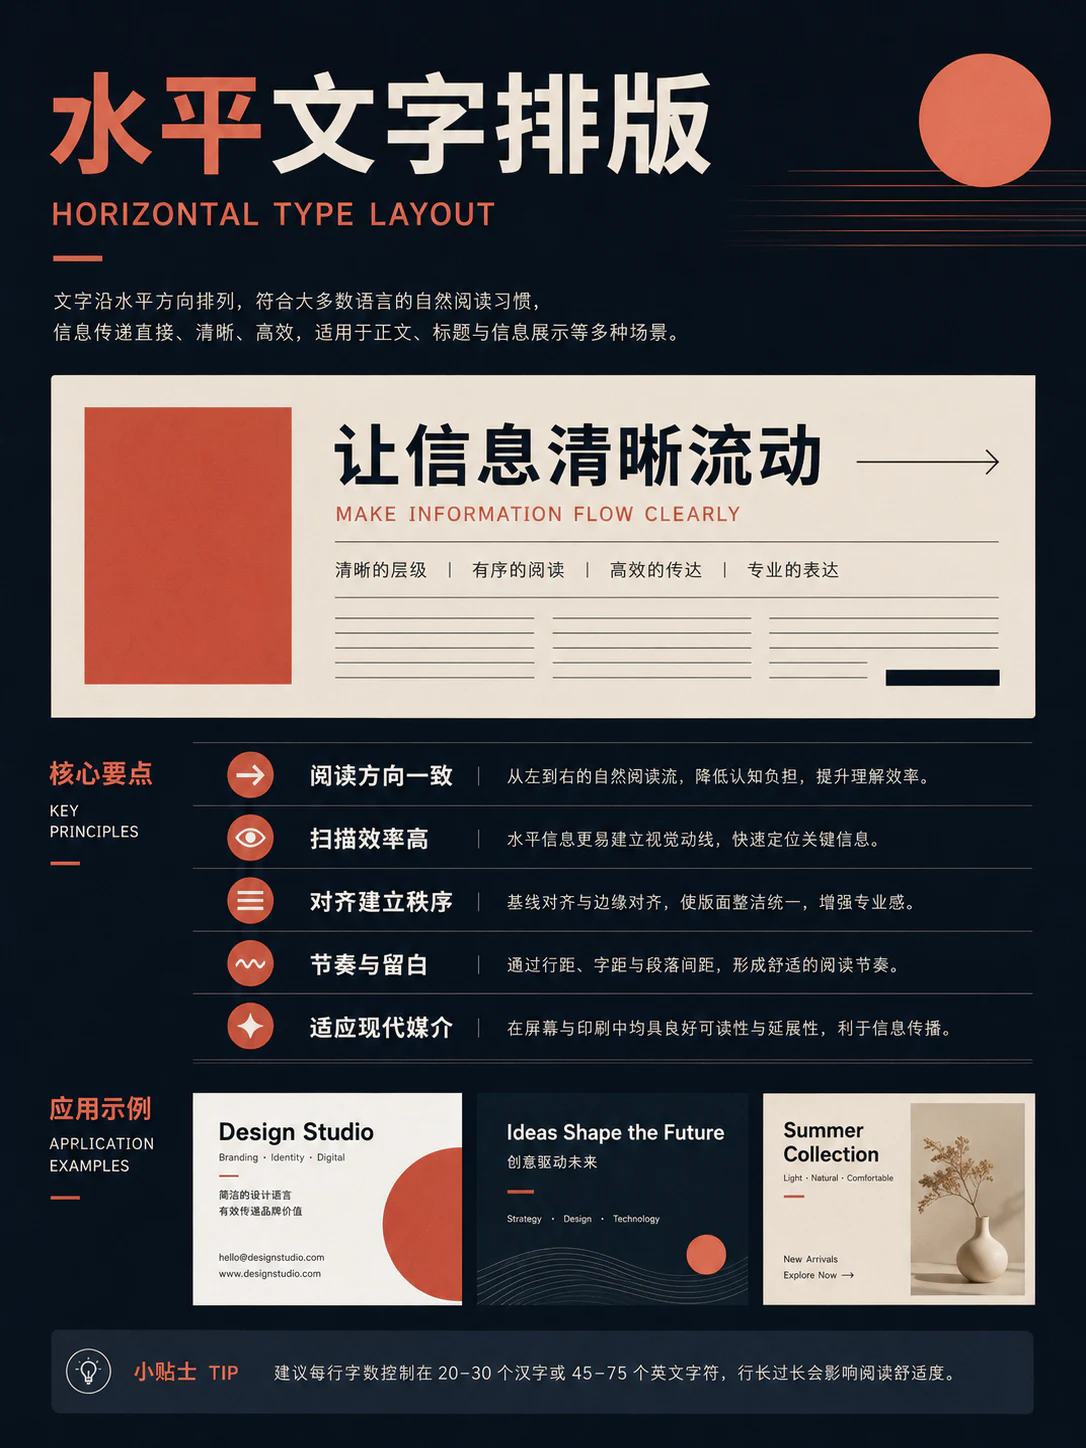 水平文字排版
HORIZONTAL TYPE LAYOUT
文字沿水平方向排列，符合大多数语言的自然阅读习惯，
信息传递直接、清晰、高效，适用于正文、标题与信息展示等多种场景。
让信息清晰流动
MAKE INFORMATION FLOW CLEARLY
清晰的层级 | 有序的阅读 | 高效的传达 | 专业的表达
核心要点
KEY
PRINCIPLES
阅读方向一致 | 从左到右的自然阅读流，降低认知负担，提升理解效率。
扫描效率高 | 水平信息更易建立视觉动线，快速定位关键信息。
对齐建立秩序 | 基线对齐与边缘对齐，使版面整洁统一，增强专业感。
节奏与留白 | 通过行距、字距与段落间距，形成舒适的阅读节奏。
适应现代媒介 | 在屏幕与印刷中均具良好可读性与延展性，利于信息传播。
应用示例
APPLICATION
EXAMPLES
Design Studio
Branding · Identity · Digital
简洁的设计语言
有效传递品牌价值
hello@designstudio.com
www.designstudio.com
Ideas Shape the Future
创意驱动未来
Strategy · Design · Technology
Summer
Collection
Light · Natural · Comfortable
New Arrivals
Explore Now →
小贴士 TIP 建议每行字数控制在 20–30 个汉字或 45–75 个英文字符，行长过长会影响阅读舒适度。